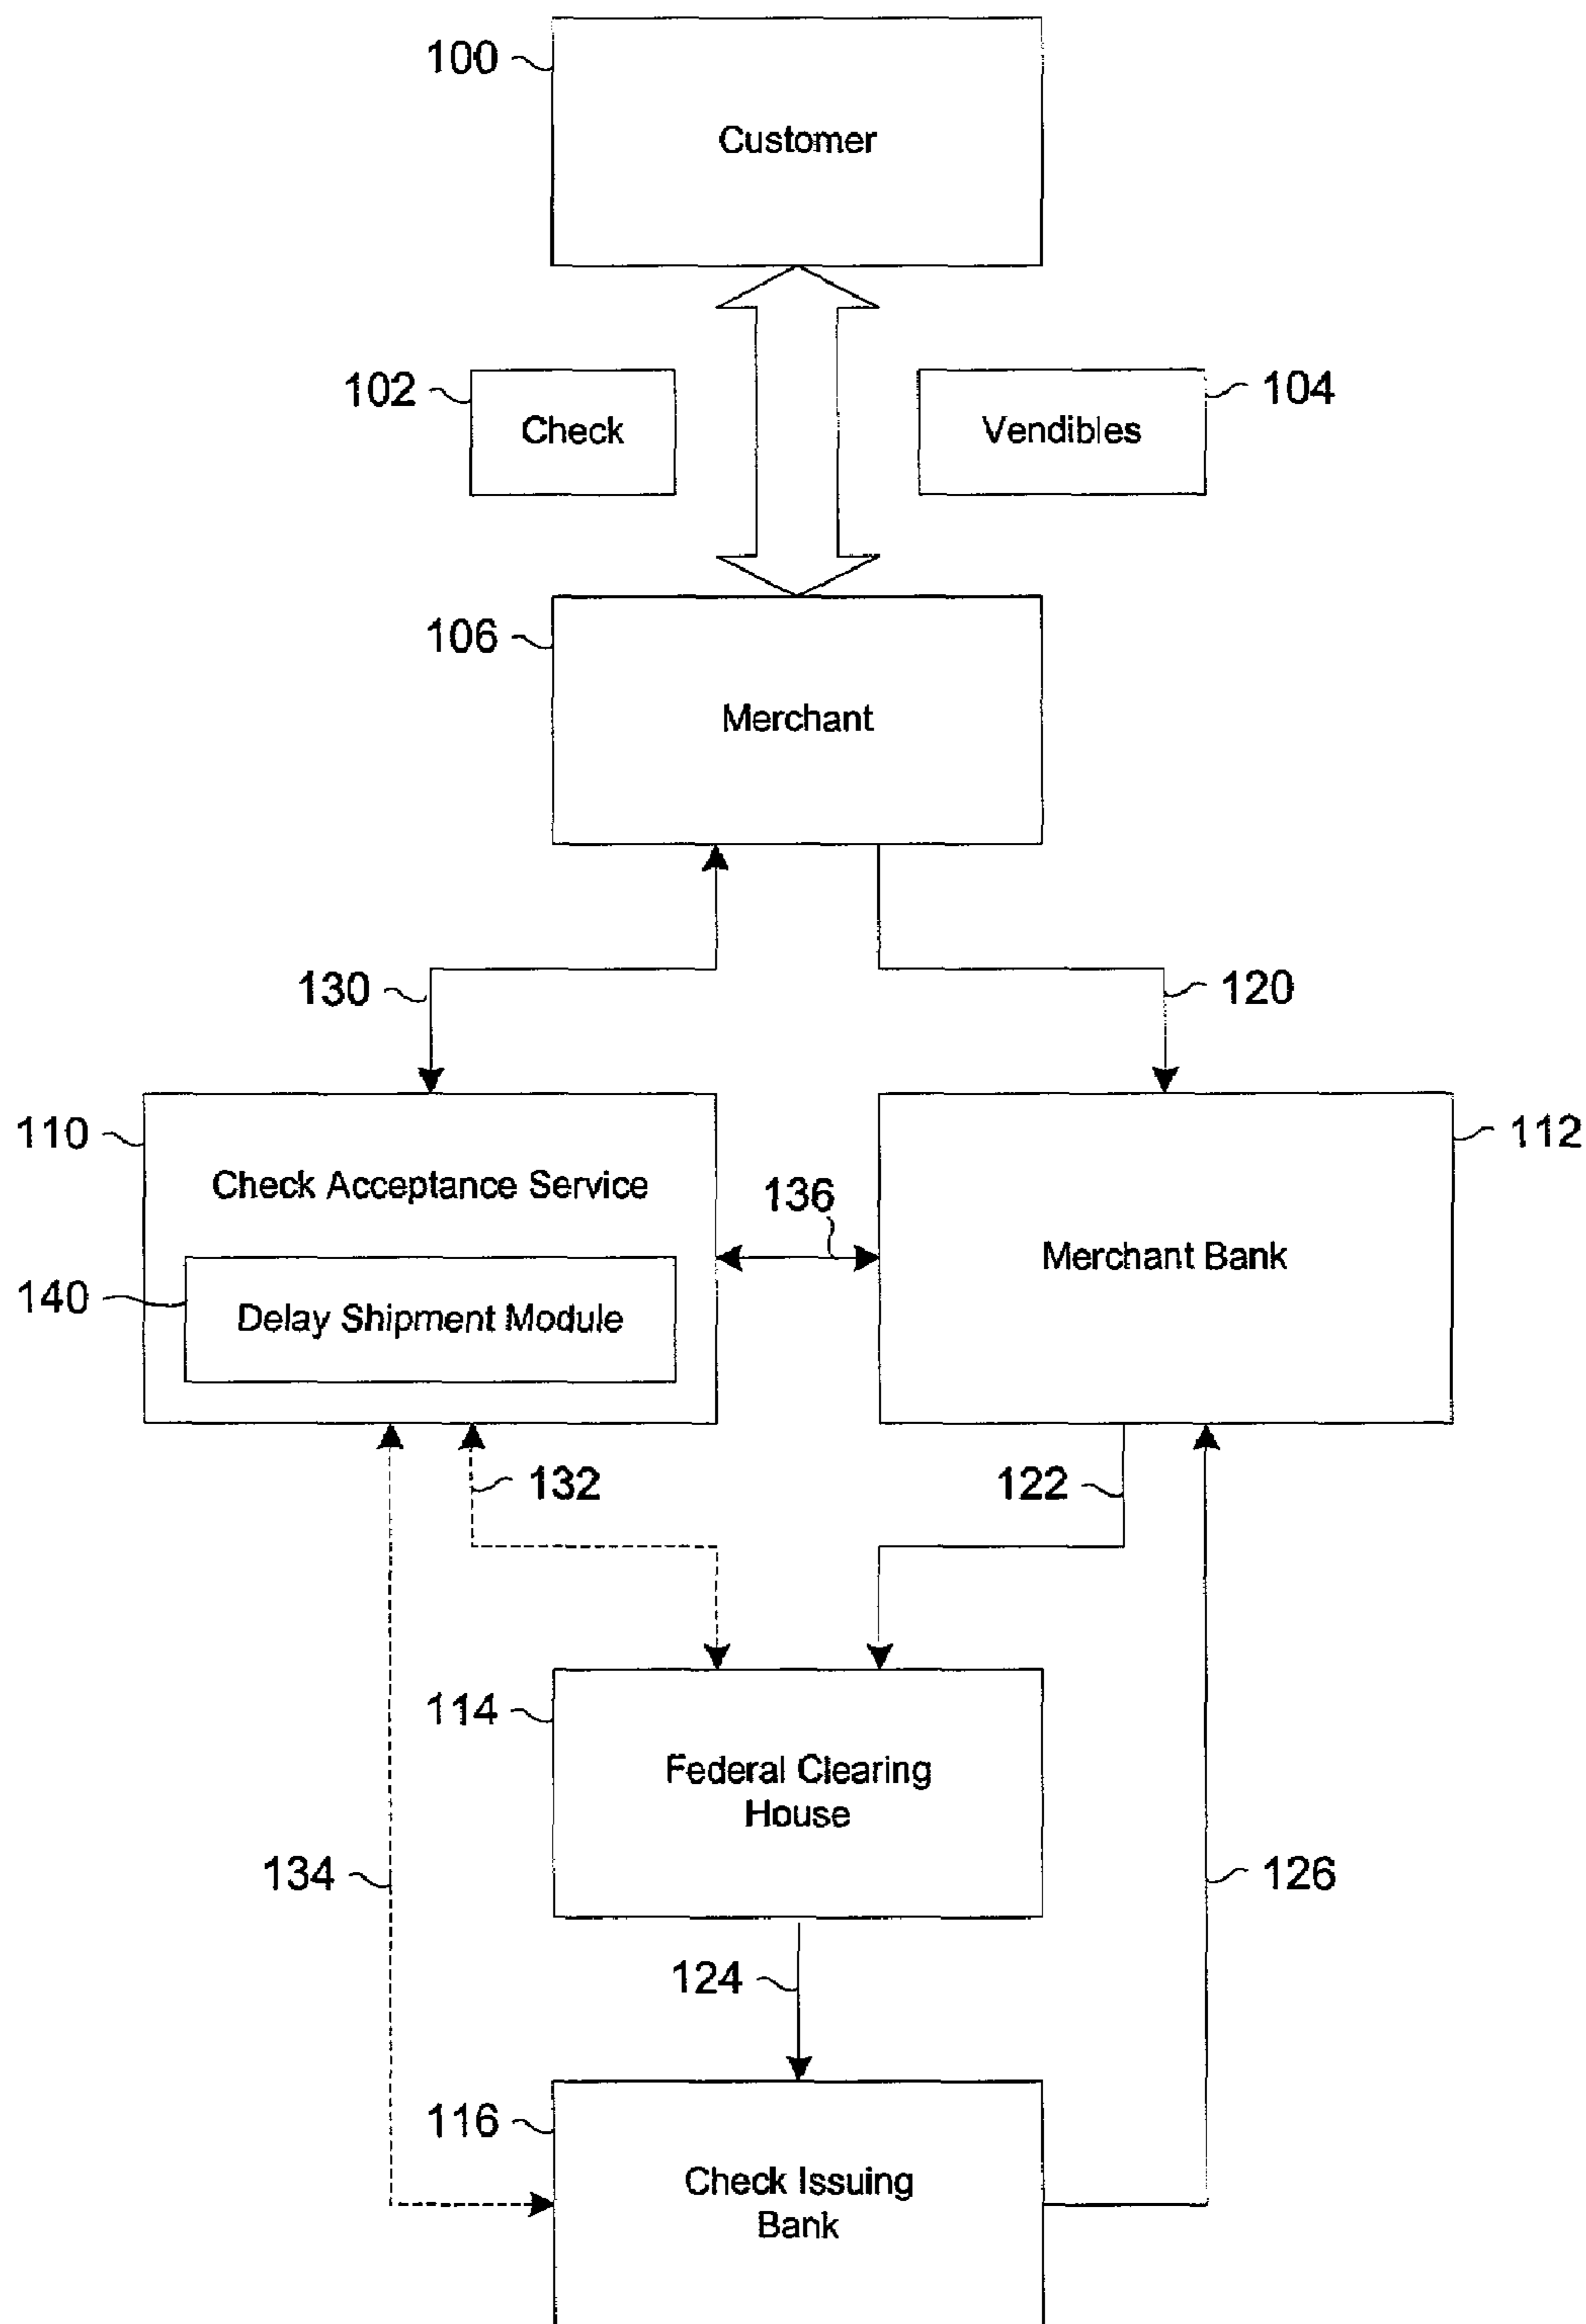 100
Customer
102
Check
Vendibles
104
106
Merchant
130
120
110
Check Acceptance Service
136
112
Merchant Bank
140
Delay Shipment Module
132
122
114
Federal Clearing
House
134
126
124
116
Check Issuing
Bank